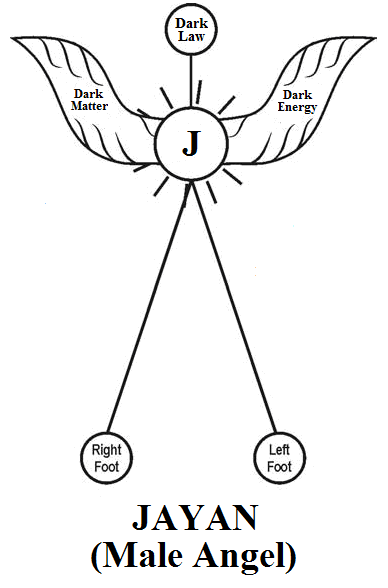 Dark
Law
Dark
Matter
Dark
Energy
J
Right
Foot
Left
Foot
JAYAN
(Male Angel)